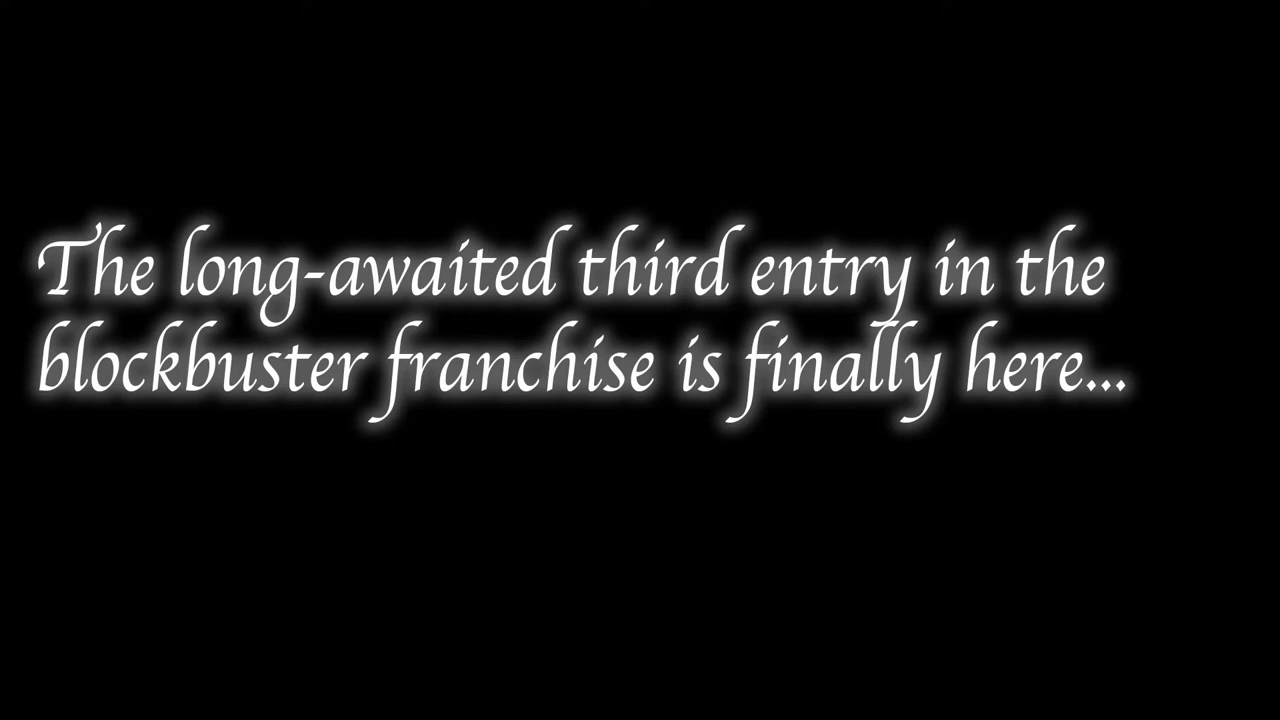 The long-awaited third entry in the
blockbuster franchise is finally here...